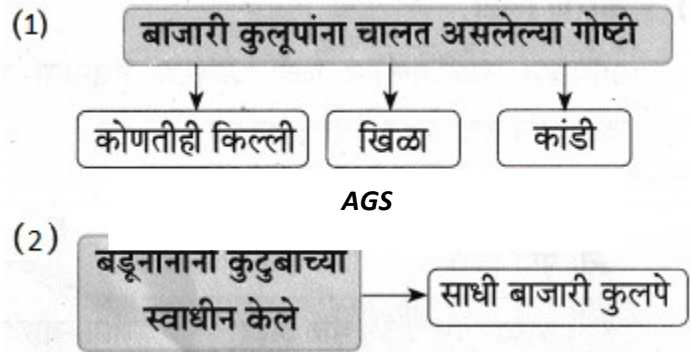 (1) बाजारी कुलूपांना चालत असलेल्या गोष्टी
कोणतीही किल्ली खिळा कांडी
AGS
(2) बडूनानांनी कुटुंबाच्या
स्वाधीन केले
साधी बाजारी कुलपे